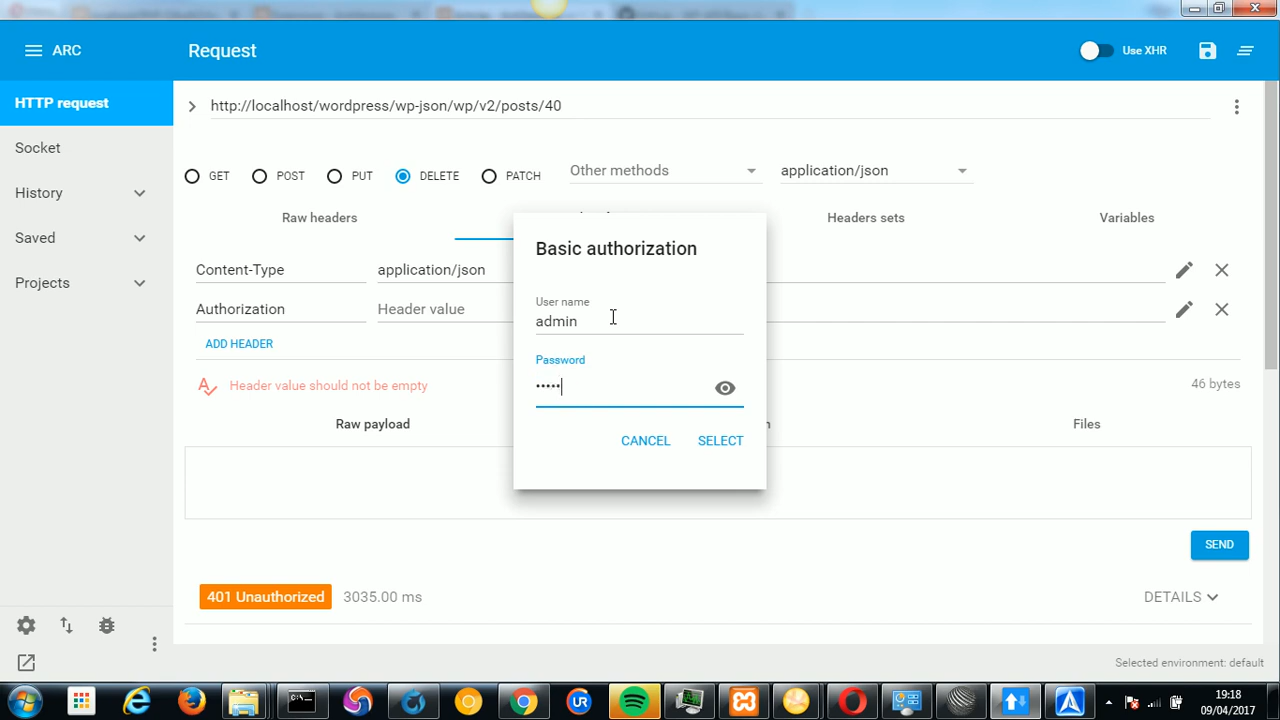 ARC
Request
Use XHR
HTTP request
http://localhost/wordpress/wp-json/wp/v2/posts/40
Socket
GET
POST
PUT
DELETE
PATCH
Other methods
application/json
History
Raw headers
Headers sets
Variables
Saved
Basic authorization
Content-Type
application/json
Projects
User name
admin
Authorization
Header value
ADD HEADER
Password
•••••
Header value should not be empty
46 bytes
Raw payload
Files
CANCEL
SELECT
SEND
401 Unauthorized
3035.00 ms
DETAILS
Selected environment: default
UR
19:18
09/04/2017